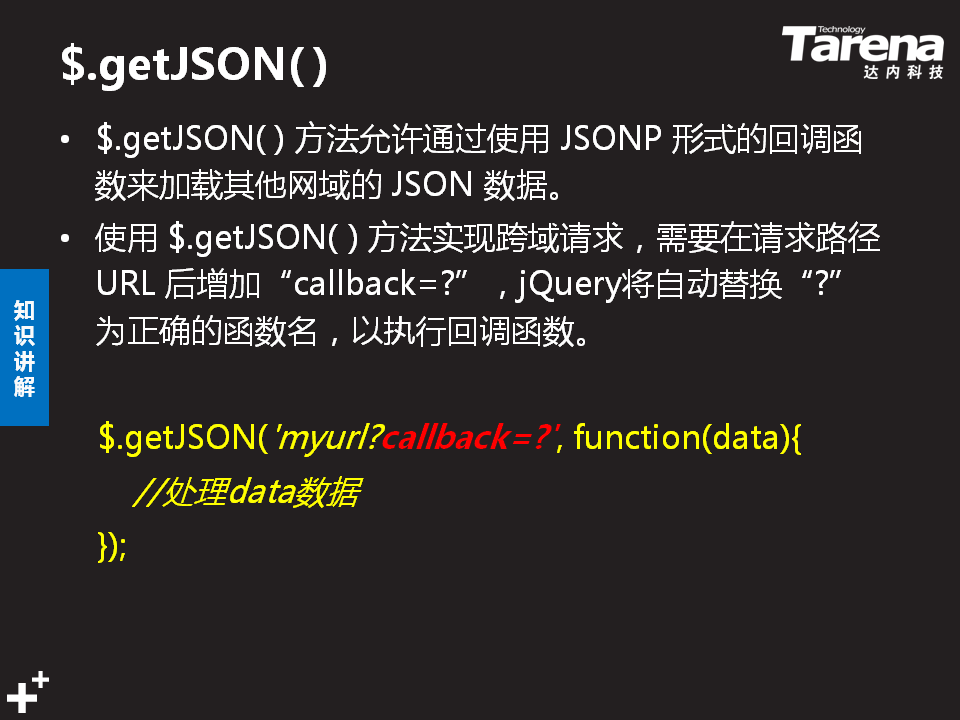 $.getJSON( )
Technology
Tarena
达内科技
• $.getJSON( ) 方法允许通过使用 JSONP 形式的回调函
数来加载其他网域的 JSON 数据。
• 使用 $.getJSON( ) 方法实现跨域请求，需要在请求路径
URL 后增加“callback=?”，jQuery将自动替换“?”
为正确的函数名，以执行回调函数。
知识讲解
$.getJSON('myurl?callback=?', function(data){
//处理data数据
});